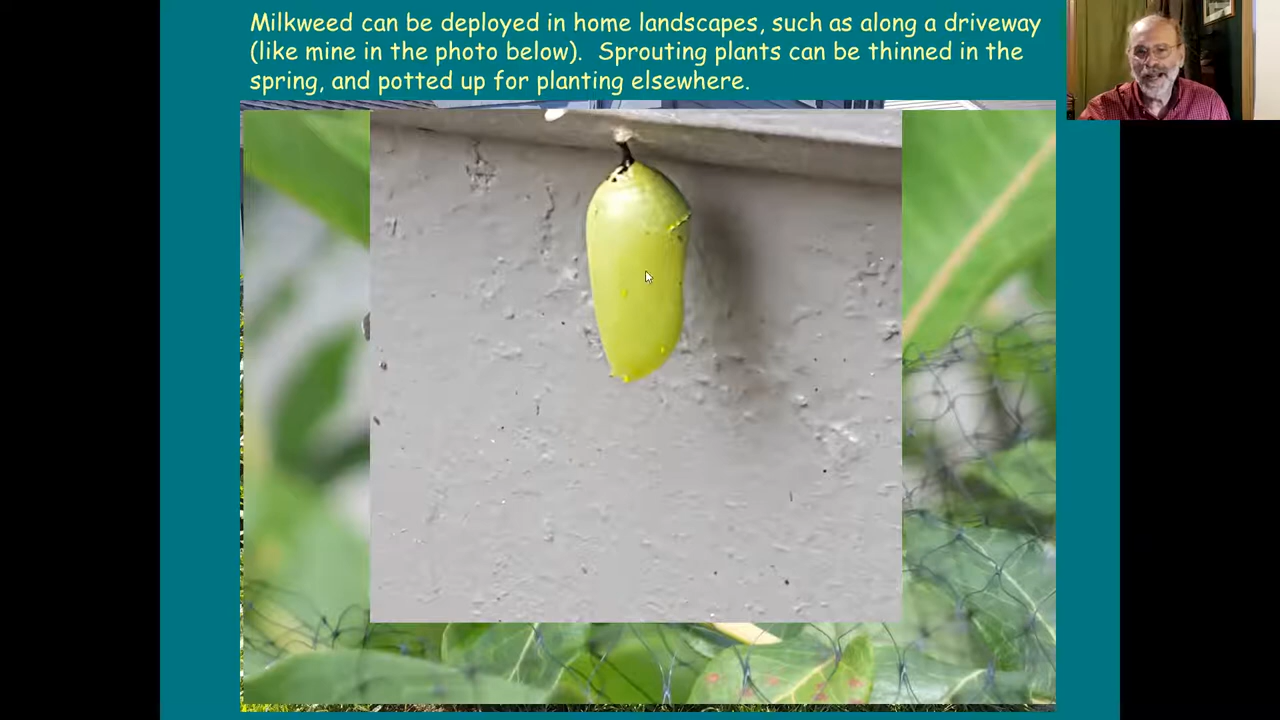 Milkweed can be deployed in home landscapes, such as along a driveway
(like mine in the photo below).  Sprouting plants can be thinned in the
spring, and potted up for planting elsewhere.